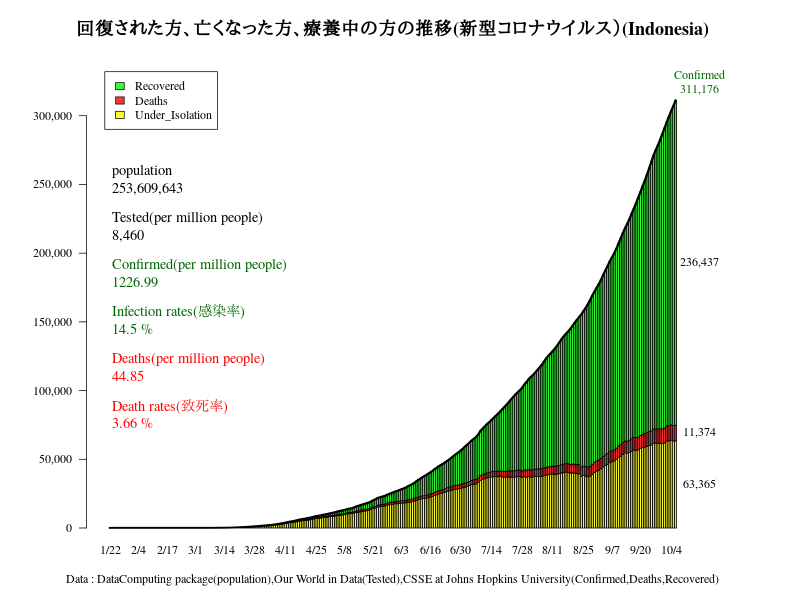 回復された方、亡くなった方、療養中の方の推移(新型コロナウイルス）(Indonesia)
Confirmed
311,176
Recovered
Deaths
Under_Isolation
300,000
250,000
200,000
150,000
100,000
50,000
0
population
253,609,643
Tested(per million people)
8,460
Confirmed(per million people)
1226.99
Infection rates(感染率)
14.5 %
Deaths(per million people)
44.85
Death rates(致死率)
3.66 %
236,437
11,374
63,365
1/22 2/4 2/17 3/1 3/14 3/28 4/11 4/25 5/8 5/21 6/3 6/16 6/30 7/14 7/28 8/11 8/25 9/7 9/20 10/4
Data : DataComputing package(population),Our World in Data(Tested),CSSE at Johns Hopkins University(Confirmed,Deaths,Recovered)